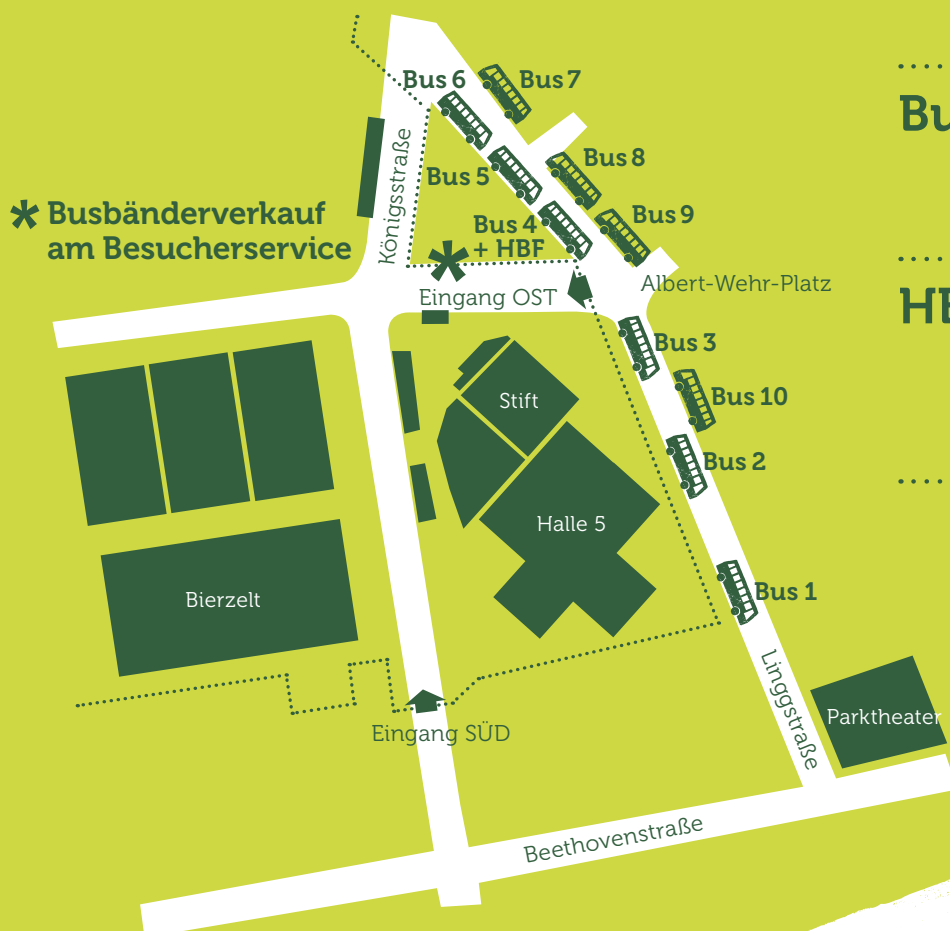 Bus 6
Bus 7
Bu
Königsstraße
Bus 5
Bus 8
* Busbänderverkauf
am Besucherservice
Bus 4
+ HBF
Bus 9
*
Eingang OST
Albert-Wehr-Platz
HB
Bus 3
Stift
Bus 10
Bus 2
Halle 5
Bierzelt
Bus 1
Linggstraße
Parktheater
Eingang SÜD
Beethovenstraße